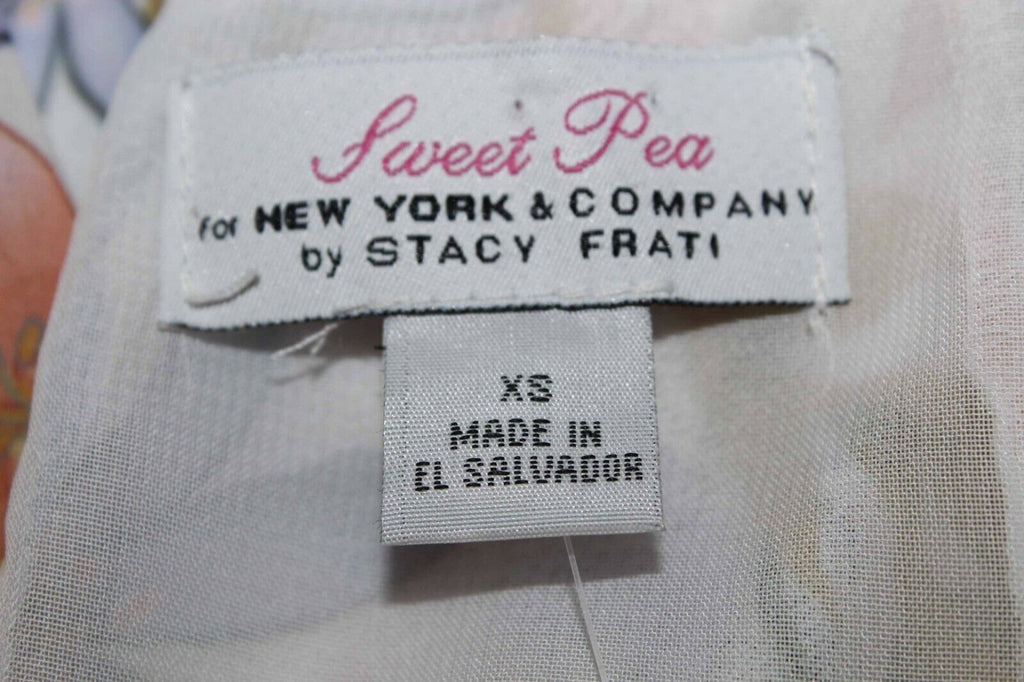 Sweet Pea
for NEW YORK & COMPANY
by STACY FRATI
XS
MADE IN
EL SALVADOR